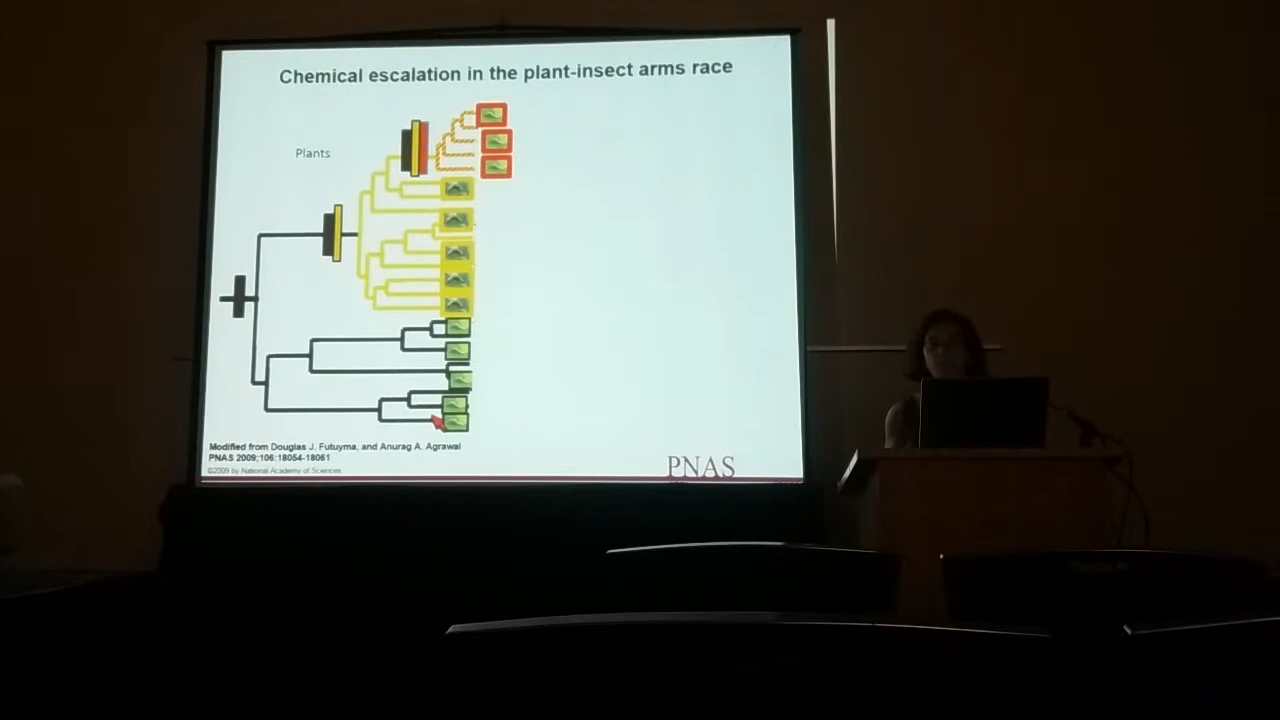 Chemical escalation in the plant-insect arms race
Plants
Modified from Douglas J. Futuyma, and Anurag A. Agrawal
PNAS 2009;106:18054-18061
©2009 by National Academy of Sciences
PNAS